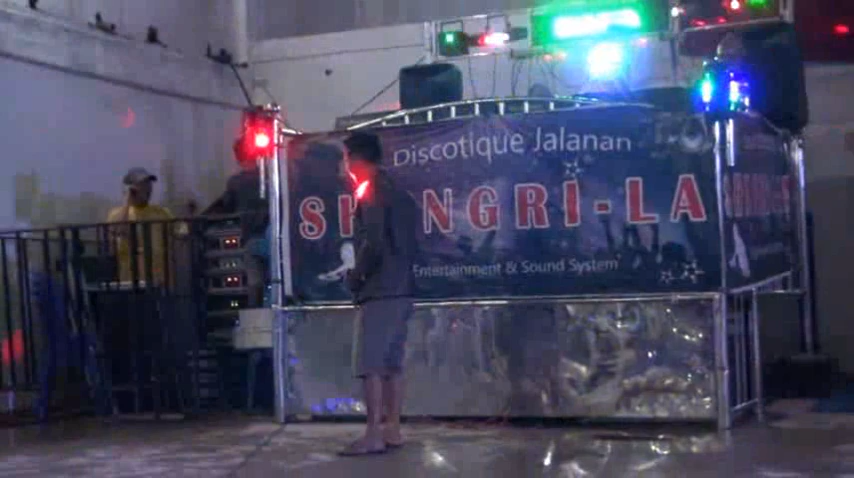 Discotique Jalanan
SH NGRI-LA
Entertainment & Sound System